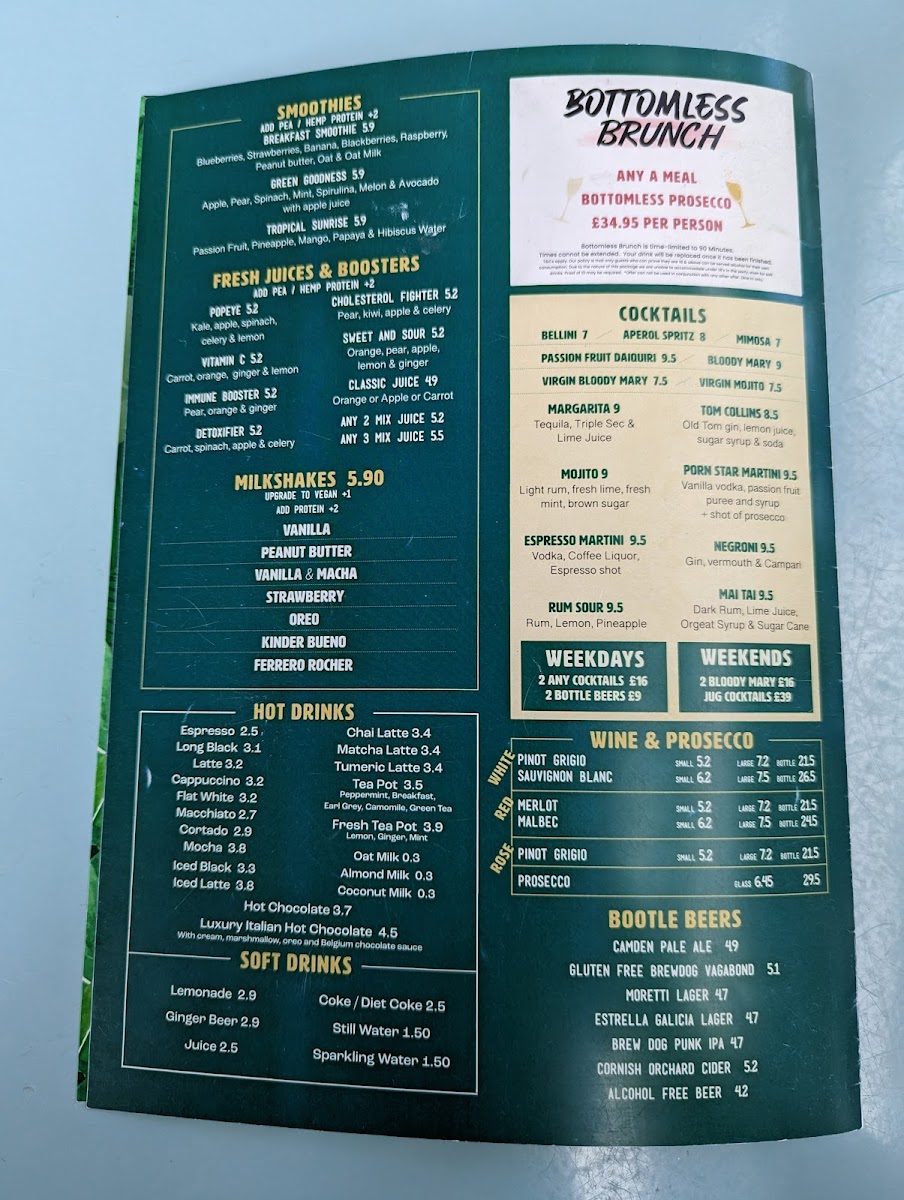 SMOOTHIES
ADD PEA / HEMP PROTEIN +2
BREAKFAST SMOOTHIE 5.9
Blueberries, Strawberries, Banana, Blackberries, Raspberry,
Peanut butter, Oat & Oat Milk
GREEN GOODNESS 5.9
Apple, Pear, Spinach, Mint, Spirulina, Melon & Avocado
with apple juice
TROPICAL SUNRISE 5.9
Passion Fruit, Pineapple, Mango, Papaya & Hibiscus Water
FRESH JUICES & BOOSTERS
ADD PEA / HEMP PROTEIN +2
POPEYE 5.2
Kale, apple, spinach,
celery & lemon
VITAMIN C 5.2
Carrot, orange, ginger & lemon
IMMUNE BOOSTER 5.2
Pear, orange & ginger
DETOXIFIER 5.2
Carrot, spinach, apple & celery
CHOLESTEROL FIGHTER 5.2
Pear, kiwi, apple & celery
SWEET AND SOUR 5.2
Orange, pear, apple,
lemon & ginger
CLASSIC JUICE 4.9
Orange or Apple or Carrot
ANY 2 MIX JUICE 5.2
ANY 3 MIX JUICE 5.5
MILKSHAKES 5.90
UPGRADE TO VEGAN +1
ADD PROTEIN +2
VANILLA
PEANUT BUTTER
VANILLA & MACHA
STRAWBERRY
OREO
KINDER BUENO
FERRERO ROCHER
HOT DRINKS
Espresso 2.5
Long Black 3.1
Latte 3.2
Cappuccino 3.2
Flat White 3.2
Macchiato 2.7
Cortado 2.9
Mocha 3.8
Iced Black 3.3
Iced Latte 3.8
Chai Latte 3.4
Matcha Latte 3.4
Tumeric Latte 3.4
Tea Pot 3.5
Peppermint, Breakfast,
Earl Grey, Camomile, Green Tea
Fresh Tea Pot 3.9
Lemon, Ginger, Mint
Oat Milk 0.3
Almond Milk 0.3
Coconut Milk 0.3
Hot Chocolate 3.7
Luxury Italian Hot Chocolate 4.5
With cream, marshmallow, oreo and Belgium chocolate sauce
SOFT DRINKS
Lemonade 2.9
Ginger Beer 2.9
Juice 2.5
Coke / Diet Coke 2.5
Still Water 1.50
Sparkling Water 1.50
BOTTOMLESS
BRUNCH
ANY A MEAL
BOTTOMLESS PROSECCO
£34.95 PER PERSON
Bottomless Brunch is time-limited to 90 Minutes.
Times cannot be extended. Your drink will be replaced once it has been finished.
COCKTAILS
BELLINI 7 APEROL SPRITZ 8 MIMOSA 7
PASSION FRUIT DAIQUIRI 9.5 BLOODY MARY 9
VIRGIN BLOODY MARY 7.5 VIRGIN MOJITO 7.5
MARGARITA 9
Tequila, Triple Sec &
Lime Juice
MOJITO 9
Light rum, fresh lime, fresh
mint, brown sugar
ESPRESSO MARTINI 9.5
Vodka, Coffee Liquor,
Espresso shot
RUM SOUR 9.5
Rum, Lemon, Pineapple
TOM COLLINS 8.5
Old Tom gin, lemon juice,
sugar syrup & soda
PORN STAR MARTINI 9.5
Vanilla vodka, passion fruit
puree and syrup
+ shot of prosecco
NEGRONI 9.5
Gin, vermouth & Campari
MAI TAI 9.5
Dark Rum, Lime Juice,
Orgeat Syrup & Sugar Cane
WEEKDAYS
2 ANY COCKTAILS £16
2 BOTTLE BEERS £9
WEEKENDS
2 BLOODY MARY £16
JUG COCKTAILS £39
WINE & PROSECCO
WHITE
PINOT GRIGIO SMALL 5.2 LARGE 7.2 BOTTLE 21.5
SAUVIGNON BLANC SMALL 6.2 LARGE 7.5 BOTTLE 26.5
RED
MERLOT SMALL 5.2 LARGE 7.2 BOTTLE 21.5
MALBEC SMALL 6.2 LARGE 7.5 BOTTLE 24.5
ROSE
PINOT GRIGIO SMALL 5.2 LARGE 7.2 BOTTLE 21.5
PROSECCO GLASS 6.45 29.5
BOOTLE BEERS
CAMDEN PALE ALE 4.9
GLUTEN FREE BREWDOG VAGABOND 5.1
MORETTI LAGER 4.7
ESTRELLA GALICIA LAGER 4.7
BREW DOG PUNK IPA 4.7
CORNISH ORCHARD CIDER 5.2
ALCOHOL FREE BEER 4.2